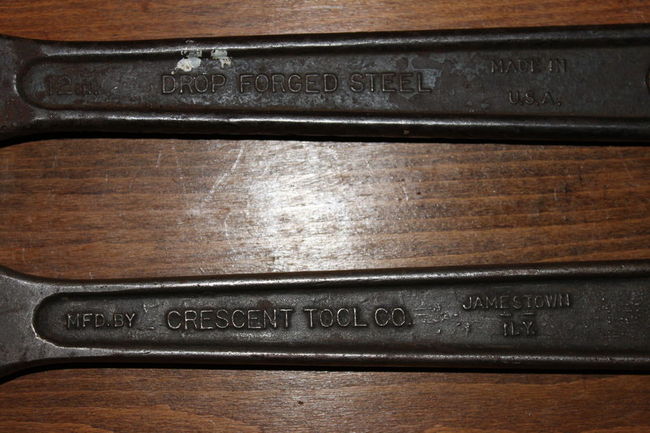 12 in. DROP FORGED STEEL MADE IN
U.S.A.
MFD. BY CRESCENT TOOL CO. JAMESTOWN
N.Y.